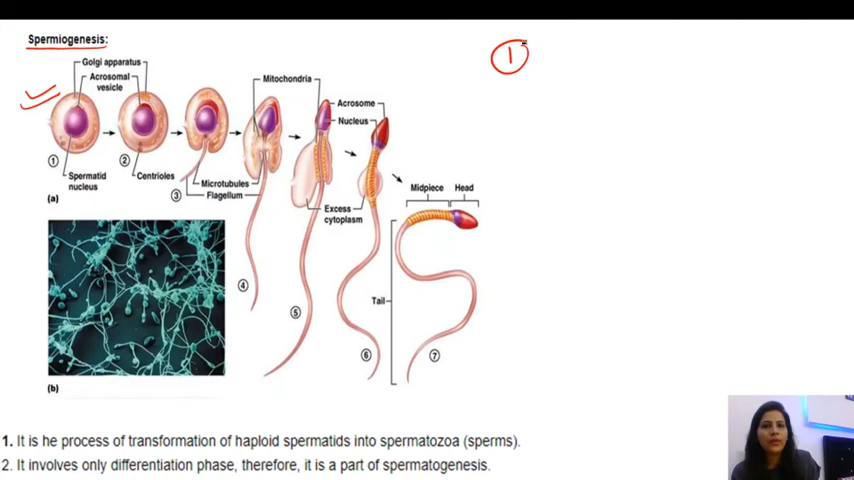 Spermiogenesis:
1
Golgi apparatus
Acrosomal
vesicle
Mitochondria
Acrosome
Nucleus
1
2
Spermatid
nucleus
Centrioles
3
Microtubules
Flagellum
(a)
Midpiece
Head
Excess
cytoplasm
4
Tail
5
6
7
(b)
1. It is he process of transformation of haploid spermatids into spermatozoa (sperms).
2. It involves only differentiation phase, therefore, it is a part of spermatogenesis.